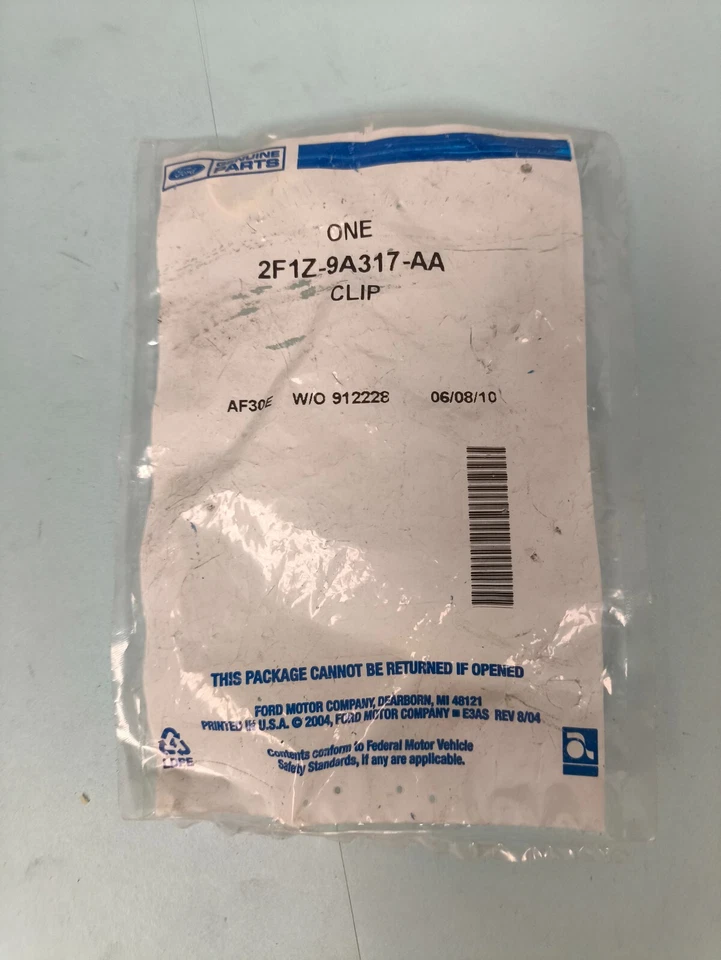 Ford
GENUINE
PARTS
ONE
2F1Z-9A317-AA
CLIP
AF30E W/O 912228 06/08/10
THIS PACKAGE CANNOT BE RETURNED IF OPENED
FORD MOTOR COMPANY, DEARBORN, MI 48121
PRINTED IN U.S.A. © 2004, FORD MOTOR COMPANY E3AS REV 8/04
Contents conform to Federal Motor Vehicle
Safety Standards, if any are applicable.
4
LDPE
a